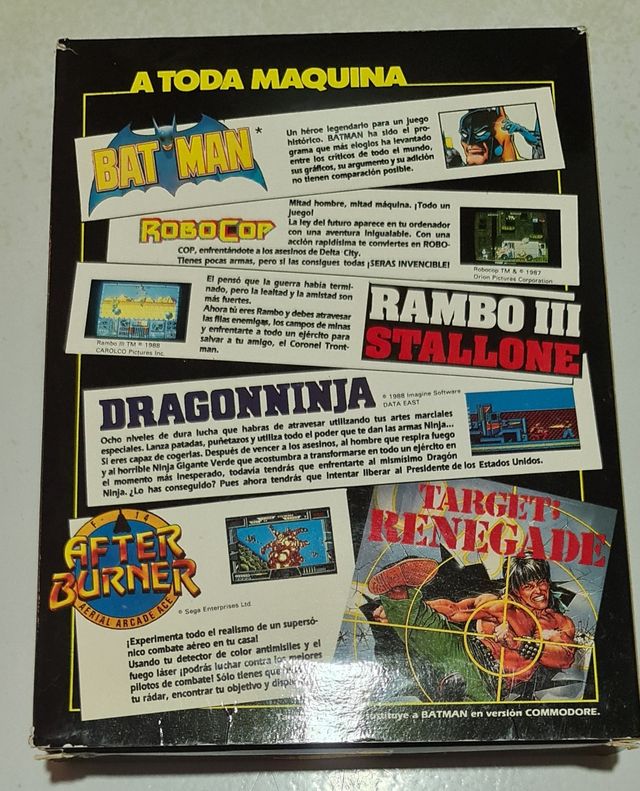 A TODA MAQUINA
BATMAN*
Un héroe legendario para un juego
histórico. BATMAN ha sido el pro-
grama que más elogios ha levantado
entre los críticos de todo el mundo,
sus gráficos, su argumento y su adición
no tienen comparación posible.
ROBOCOP
Mitad hombre, mitad máquina. ¡Todo un
juego!
La ley del futuro aparece en tu ordenador
con una aventura inigualable. Con una
acción rapidísima te conviertes en ROBO-
COP, enfrentándote a los asesinos de Delta City.
Tienes pocas armas, pero si las consigues todas ¡SERAS INVENCIBLE!
Robocop TM & © 1987
Orion Pictures Corporation
Rambo III TM © 1988
CAROLCO Pictures Inc.
El pensó que la guerra había termi-
nado, pero la lealtad y la amistad son
más fuertes.
Ahora tú eres Rambo y debes atravesar
las filas enemigas, los campos de minas
y enfrentarte a todo un ejército para
salvar a tu amigo, el Coronel Tront-
man.
RAMBO III
STALLONE
DRAGONNINJA
© 1988 Imagine Software
DATA EAST
Ocho niveles de dura lucha que habras de atravesar utilizando tus artes marciales
especiales. Lanza patadas, puñetazos y utiliza todo el poder que te dan las armas Ninja...
Si eres capaz de cogerlas. Después de vencer a los asesinos, al hombre que respira fuego
y al horrible Ninja Gigante Verde que acostumbra a transformarse en todo un ejército en
el momento más inesperado, todavía tendrás que enfrentarte al mismísimo Dragón
Ninja. ¿Lo has conseguido? Pues ahora tendrás que intentar liberar al Presidente de los Estados Unidos.
F-14
AFTER
BURNER
AERIAL ARCADE ACE
© Sega Enterprises Ltd.
¡Experimenta todo el realismo de un supersó-
nico combate aéreo en tu casa!
Usando tu detector de color antimisiles y el
fuego láser ¡podrás luchar contra los mejores
pilotos de combate! Sólo tienes que
tu rádar, encontrar tu objetivo y
TARGET;
RENEGADE
sustituye a BATMAN en versión COMMODORE.